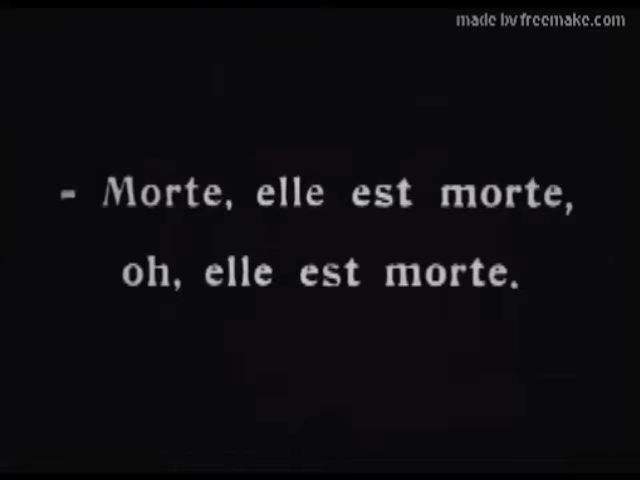 made by freemake.com
- Morte, elle est morte,
oh, elle est morte.